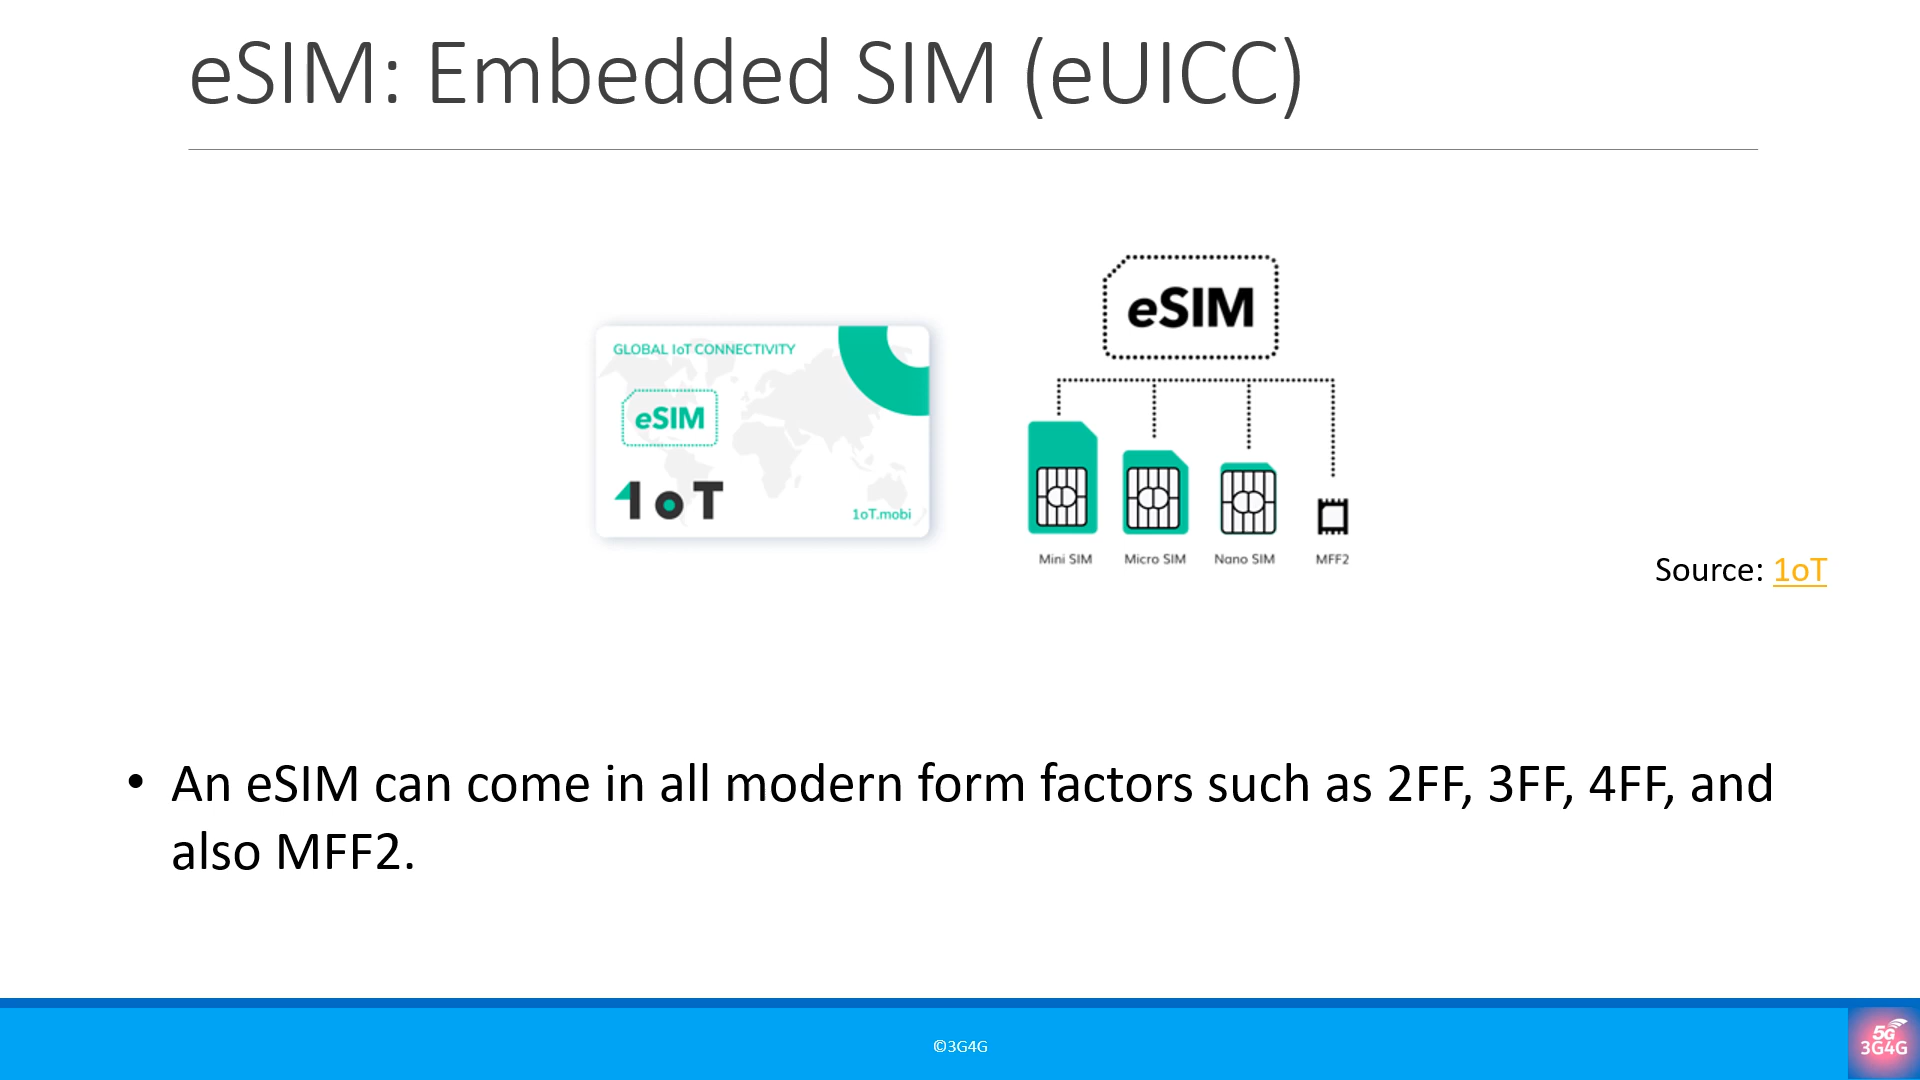 eSIM: Embedded SIM (eUICC)
GLOBAL IoT CONNECTIVITY
eSIM
1oT
1oT.mobi
eSIM
Mini SIM
Micro SIM
Nano SIM
MFF2
Source: 1oT
• An eSIM can come in all modern form factors such as 2FF, 3FF, 4FF, and
also MFF2.
©3G4G
5G
3G4G